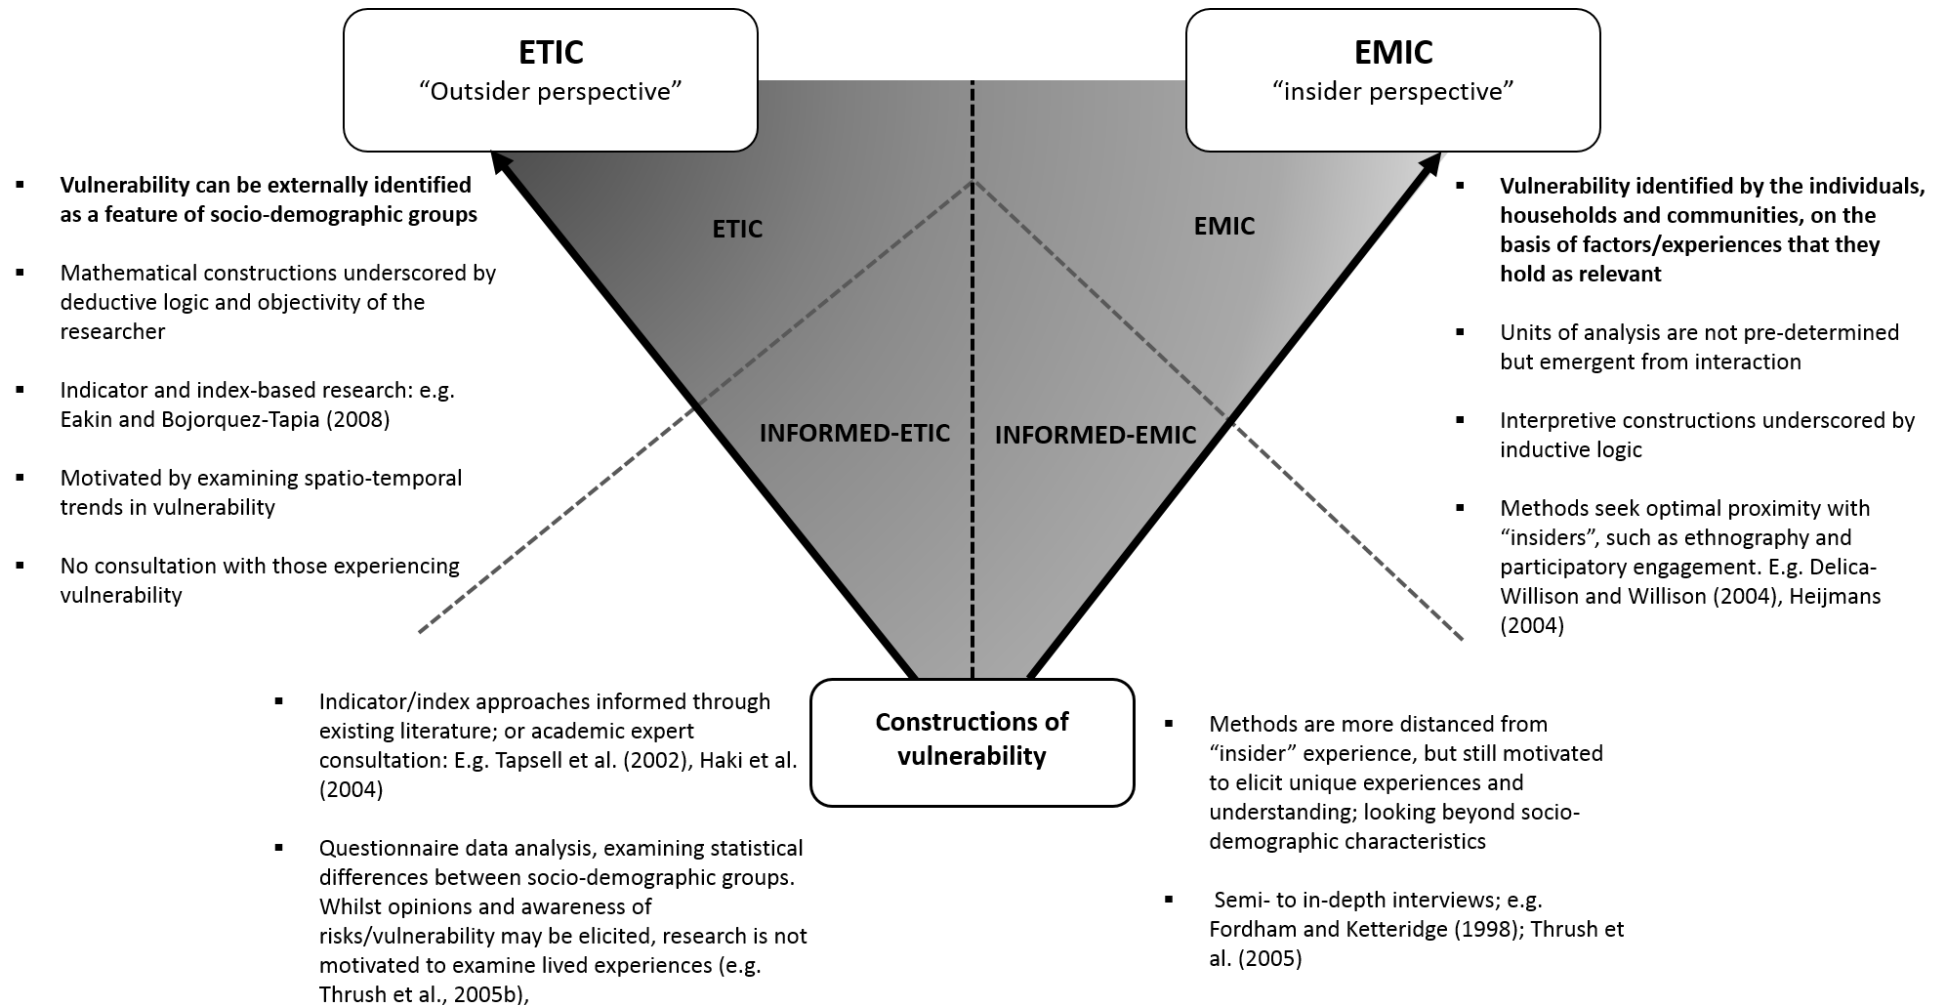 ETIC
“Outsider perspective”
EMIC
“insider perspective”
▪ Vulnerability can be externally identified
as a feature of socio-demographic groups
▪ Mathematical constructions underscored by
deductive logic and objectivity of the
researcher
▪ Indicator and index-based research: e.g.
Eakin and Bojorquez-Tapia (2008)
▪ Motivated by examining spatio-temporal
trends in vulnerability
▪ No consultation with those experiencing
vulnerability
ETIC
EMIC
INFORMED-ETIC
INFORMED-EMIC
▪ Vulnerability identified by the individuals,
households and communities, on the
basis of factors/experiences that they
hold as relevant
▪ Units of analysis are not pre-determined
but emergent from interaction
▪ Interpretive constructions underscored by
inductive logic
▪ Methods seek optimal proximity with
“insiders”, such as ethnography and
participatory engagement. E.g. Delica-
Willison and Willison (2004), Heijmans
(2004)
▪ Indicator/index approaches informed through
existing literature; or academic expert
consultation: E.g. Tapsell et al. (2002), Haki et al.
(2004)
▪ Questionnaire data analysis, examining statistical
differences between socio-demographic groups.
Whilst opinions and awareness of
risks/vulnerability may be elicited, research is not
motivated to examine lived experiences (e.g.
Thrush et al., 2005b),
Constructions of
vulnerability
▪ Methods are more distanced from
“insider” experience, but still motivated
to elicit unique experiences and
understanding; looking beyond socio-
demographic characteristics
▪ Semi- to in-depth interviews; e.g.
Fordham and Ketteridge (1998); Thrush et
al. (2005)